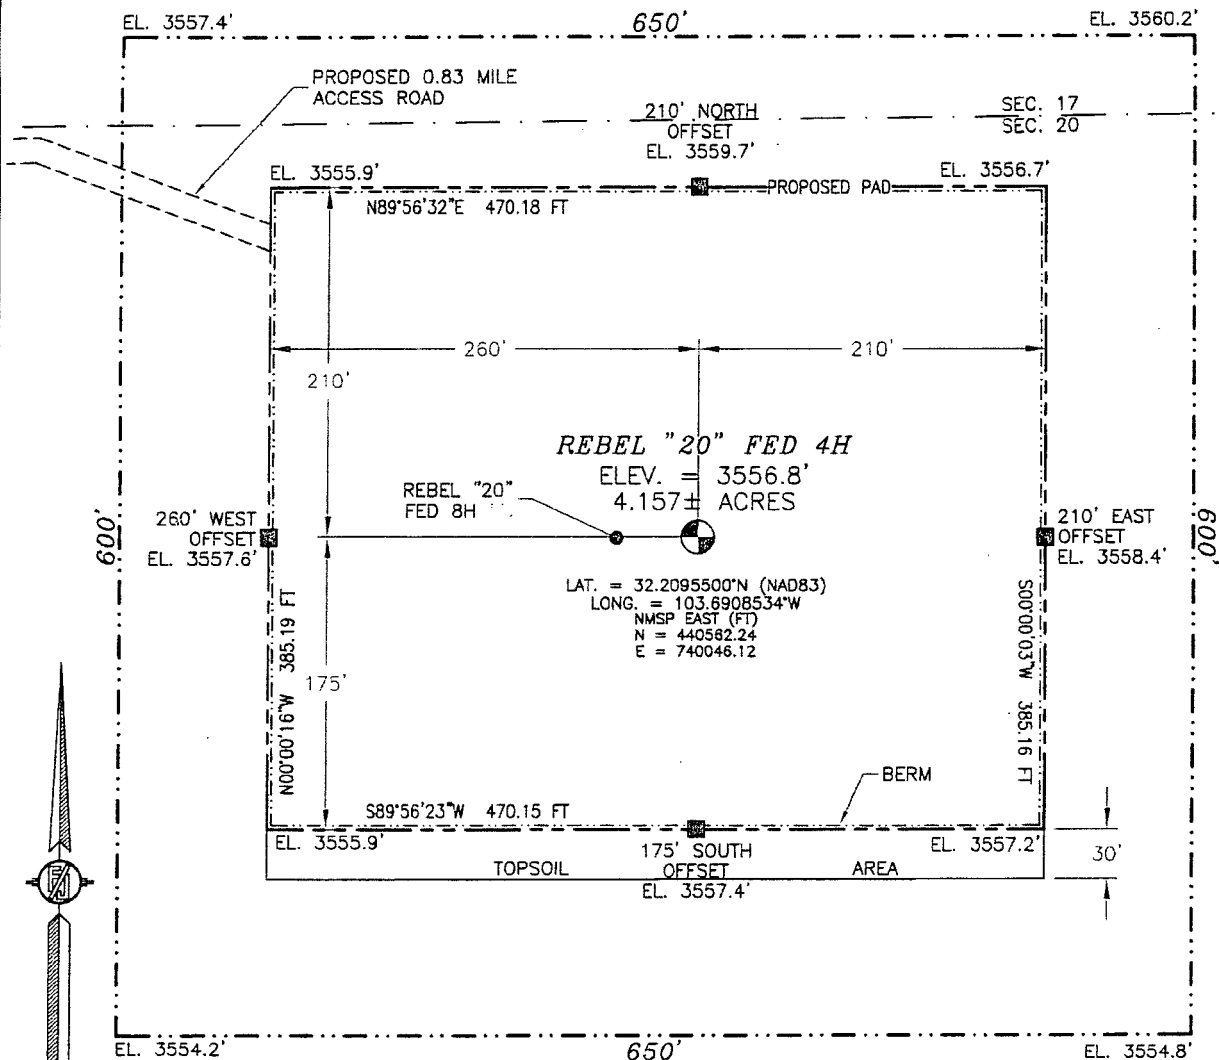 EL. 3557.4'
650'
EL. 3560.2'
PROPOSED 0.83 MILE
ACCESS ROAD
210' NORTH
OFFSET
EL. 3559.7'
SEC. 17
SEC. 20
EL. 3555.9'
EL. 3556.7'
PROPOSED PAD
N89°56'32"E 470.18 FT
260'
210'
210'
REBEL "20" FED 4H
ELEV. = 3556.8'
4.157± ACRES
REBEL "20"
FED 8H
600'
260' WEST
OFFSET
EL. 3557.6'
210' EAST
OFFSET
EL. 3558.4'
600'
LAT. = 32.2095500°N (NAD83)
LONG. = 103.6908534°W
NMSP EAST (FT)
N = 440562.24
E = 740046.12
N00°00'16"W 385.19 FT
175'
S00°00'03"W 385.16 FT
BERM
S89°56'23"W 470.15 FT
EL. 3555.9'
175' SOUTH
OFFSET
EL. 3557.4'
EL. 3557.2'
30'
TOPSOIL
AREA
EL. 3554.2'
650'
EL. 3554.8'